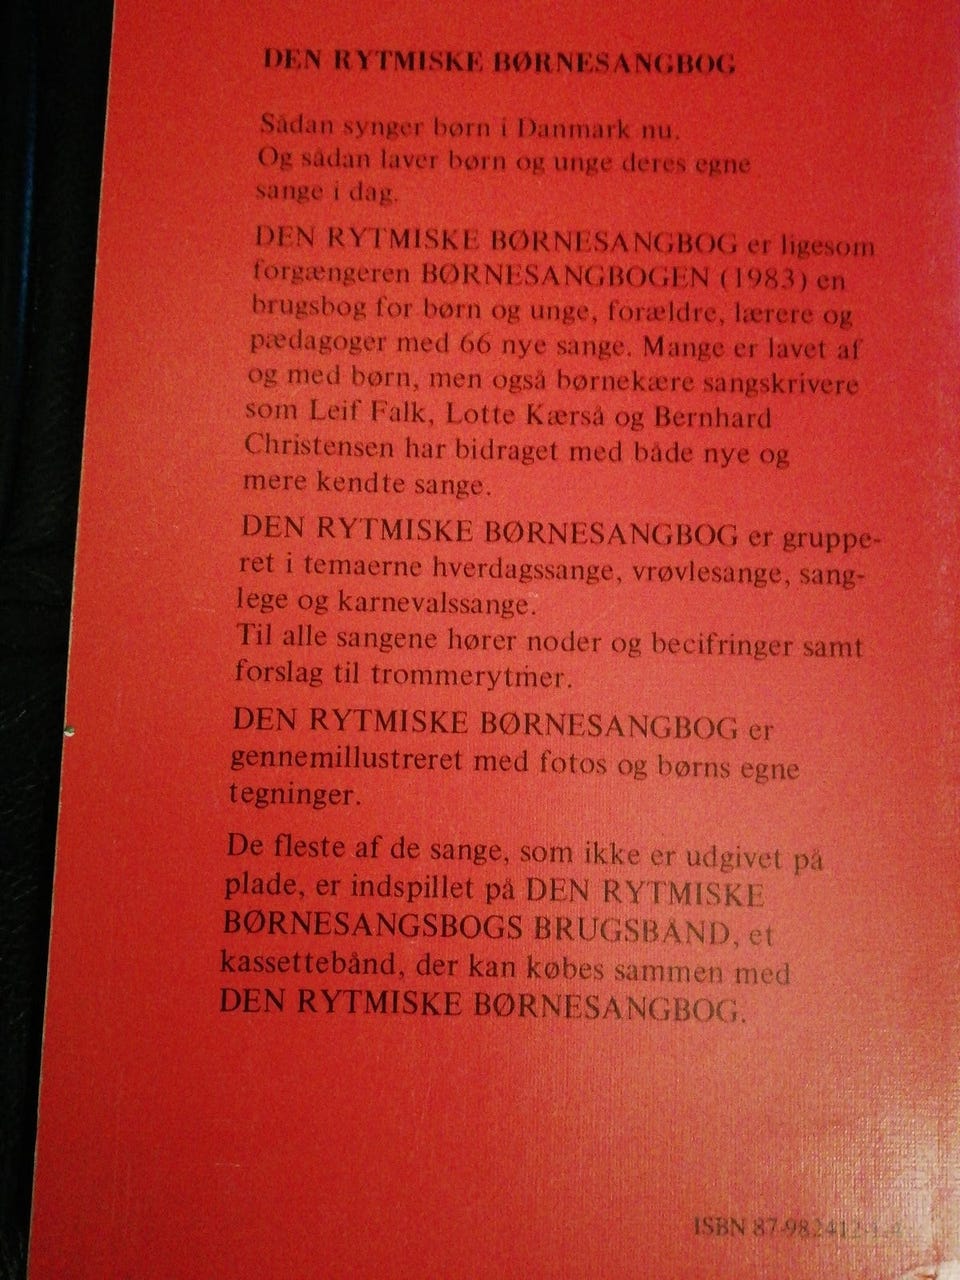 DEN RYTMISKE BØRNESANGBOG
Sådan synger børn i Danmark nu.
Og sådan laver børn og unge deres egne
sange i dag.
DEN RYTMISKE BØRNESANGBOG er ligesom
forgængeren BØRNESANGBOGEN (1983) en
brugsbog for børn og unge, forældre, lærere og
pædagoger med 66 nye sange. Mange er lavet af
og med børn, men også børnekære sangskrivere
som Leif Falk, Lotte Kærså og Bernhard
Christensen har bidraget med både nye og
mere kendte sange.
DEN RYTMISKE BØRNESANGBOG er gruppe-
ret i temaerne hverdagssange, vrøvlesange, sang-
lege og karnevalssange.
Til alle sangene hører noder og becifringer samt
forslag til trommerytmer.
DEN RYTMISKE BØRNESANGBOG er
gennemillustreret med fotos og børns egne
tegninger.
De fleste af de sange, som ikke er udgivet på
plade, er indspillet på DEN RYTMISKE
BØRNESANGSBOGS BRUGSBÅND, et
kassettebånd, der kan købes sammen med
DEN RYTMISKE BØRNESANGBOG.
ISBN